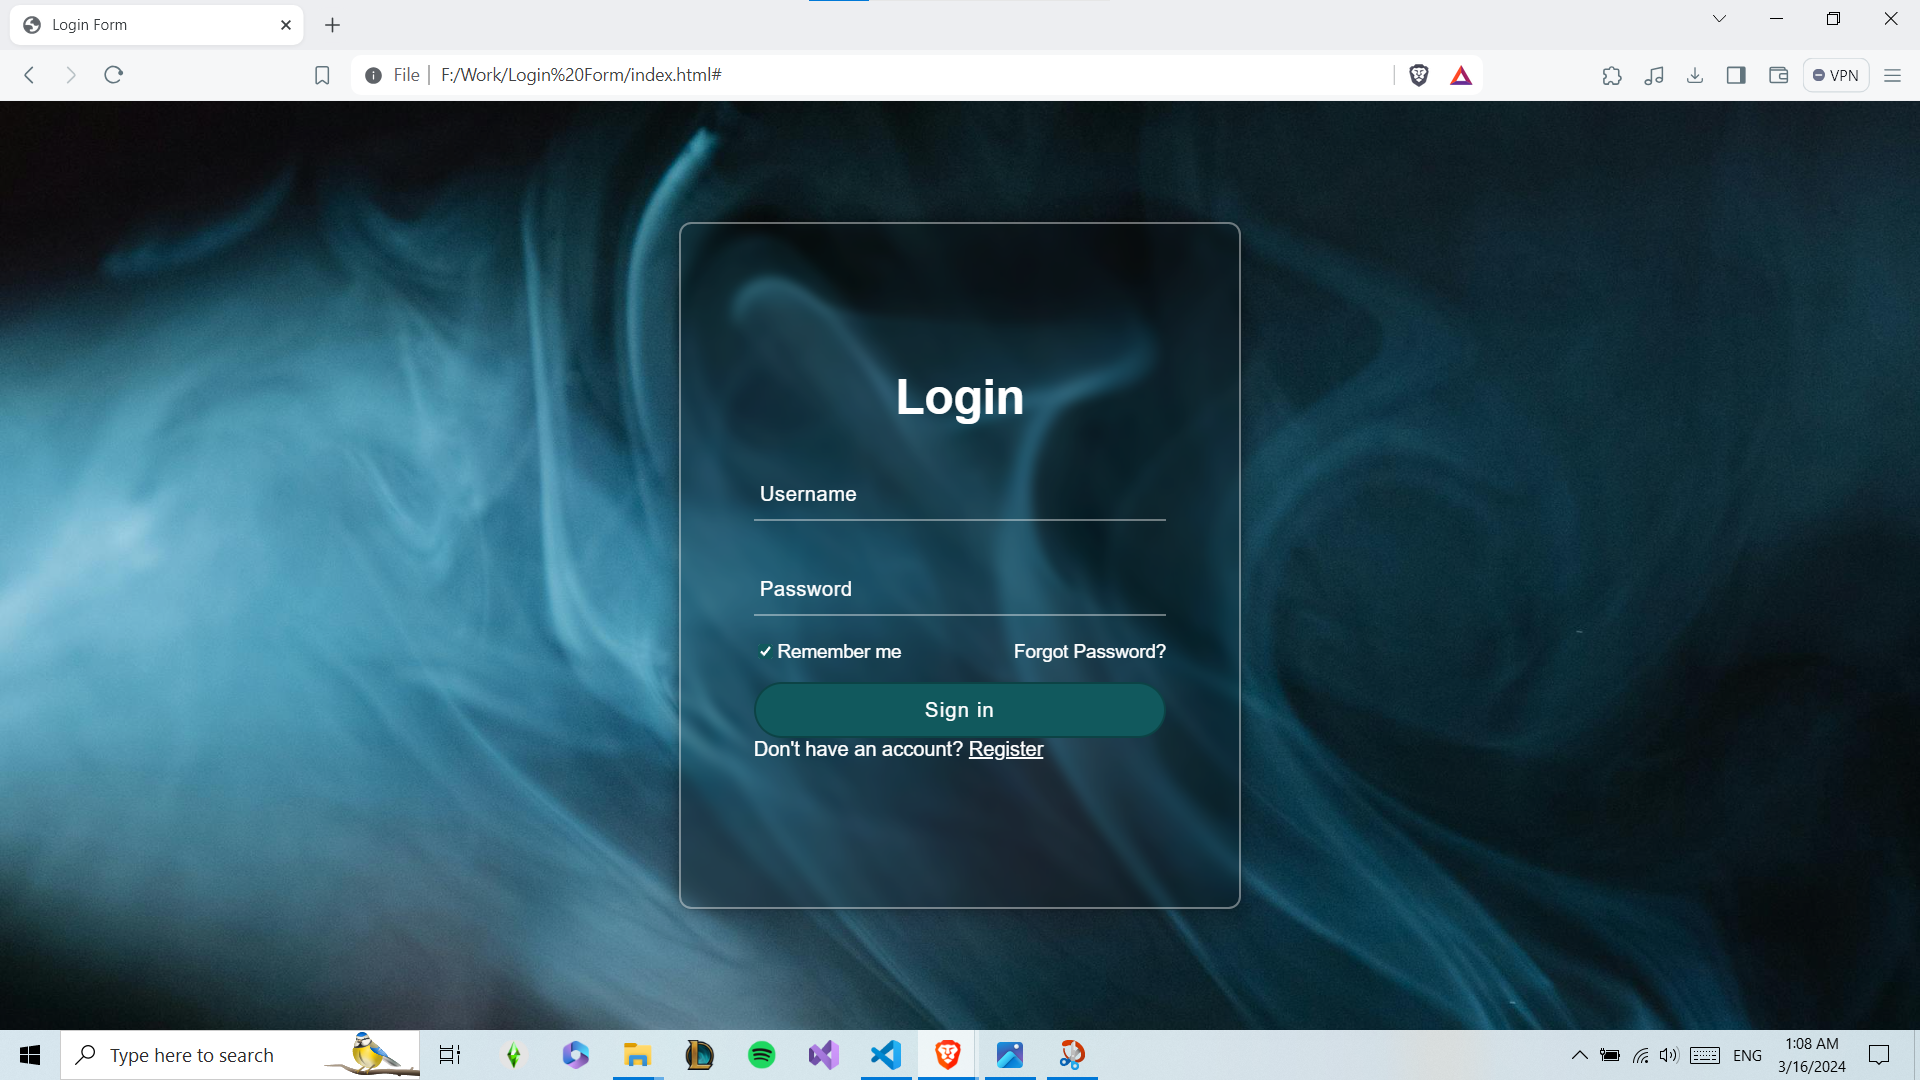 Login Form
File
F:/Work/Login%20Form/index.html#
VPN
Login
Username
Password
Remember me Forgot Password?
Sign in
Don't have an account? Register
Type here to search
ENG
1:08 AM
3/16/2024